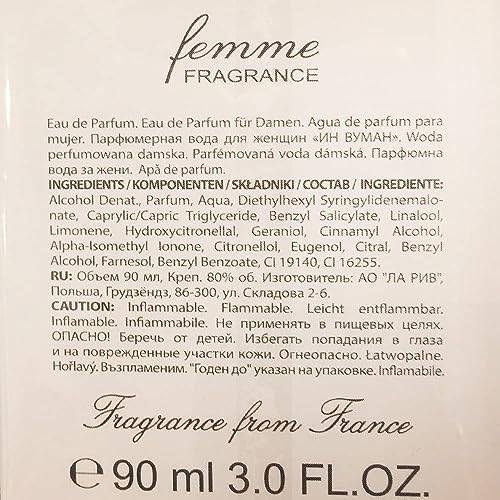 femme
FRAGRANCE
Eau de Parfum. Eau de Parfum für Damen. Agua de parfum para
mujer. Парфюмерная вода для женщин «ИН ВУМАН». Woda
perfumowana damska. Parfémovaná voda dámská. Парфюмна
вода за жени. Apă de parfum.
INGREDIENTS / KOMPONENTEN / SKŁADNIKI / СОСТАВ / INGREDIENTE:
Alcohol Denat., Parfum, Aqua, Diethylhexyl Syringylidenemalo-
nate, Caprylic/Capric Triglyceride, Benzyl Salicylate, Linalool,
Limonene, Hydroxycitronellal, Geraniol, Cinnamyl Alcohol,
Alpha-Isomethyl Ionone, Citronellol, Eugenol, Citral, Benzyl
Alcohol, Farnesol, Benzyl Benzoate, CI 19140, CI 16255.
RU: Объем 90 мл, Креп. 80% об. Изготовитель: АО "ЛА РИВ",
Польша, Грудзёндз, 86-300, ул. Складова 2-6.
CAUTION: Inflammable. Flammable. Leicht entflammbar.
Inflamable. Infiammabile. Не применять в пищевых целях.
ОПАСНО! Беречь от детей. Избегать попадания в глаза
и на поврежденные участки кожи. Огнеопасно. Łatwopalne.
Hořlavý. Възпламеним. "Годен до" указан на упаковке. Inflamabile.
Fragrance from France
℮ 90 ml 3.0 FL.OZ.